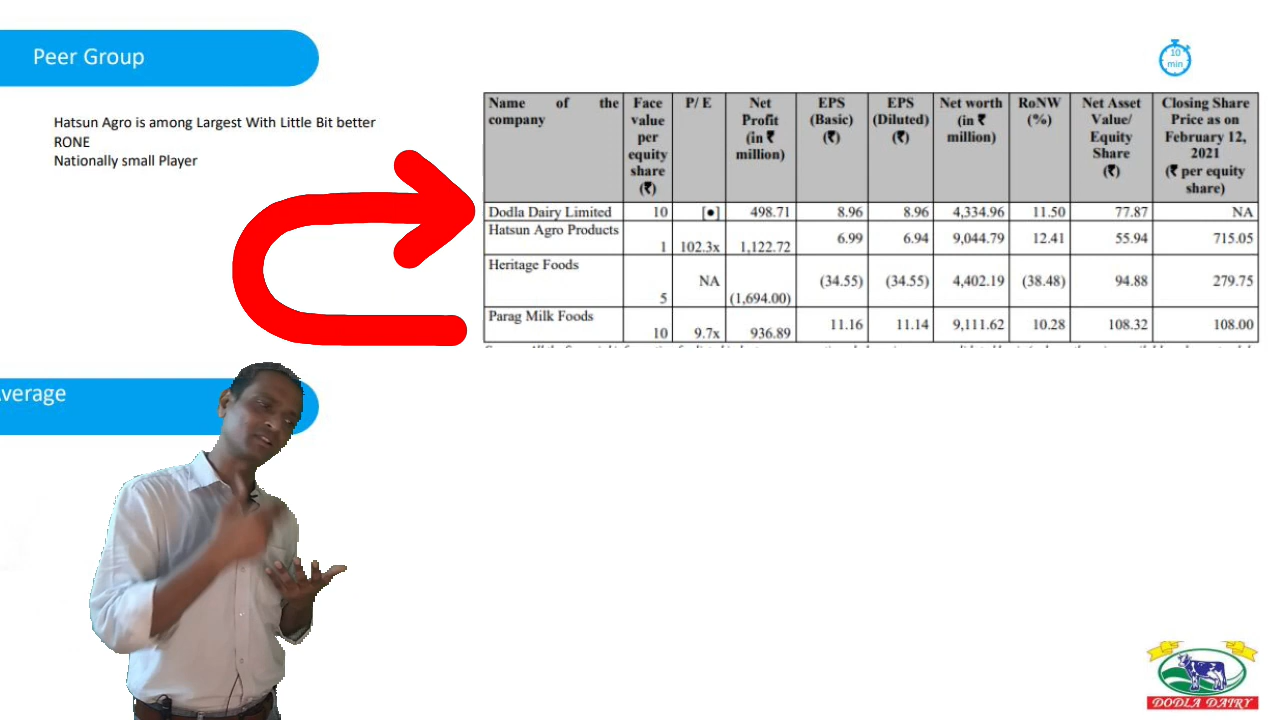 Peer Group
10
min
Hatsun Agro is among Largest With Little Bit better
RONE
Nationally small Player
Name of the company Face value per equity share (₹) P/ E Net Profit (in ₹ million) EPS (Basic) (₹) EPS (Diluted) (₹) Net worth (in ₹ million) RoNW (%) Net Asset Value/ Equity Share (₹) Closing Share Price as on February 12, 2021 (₹ per equity share)
Dodla Dairy Limited 10 [●] 498.71 8.96 8.96 4,334.96 11.50 77.87 NA
Hatsun Agro Products 1 102.3x 1,122.72 6.99 6.94 9,044.79 12.41 55.94 715.05
Heritage Foods 5 NA (1,694.00) (34.55) (34.55) 4,402.19 (38.48) 94.88 279.75
Parag Milk Foods 10 9.7x 936.89 11.16 11.14 9,111.62 10.28 108.32 108.00
verage
DODLA DAIRY